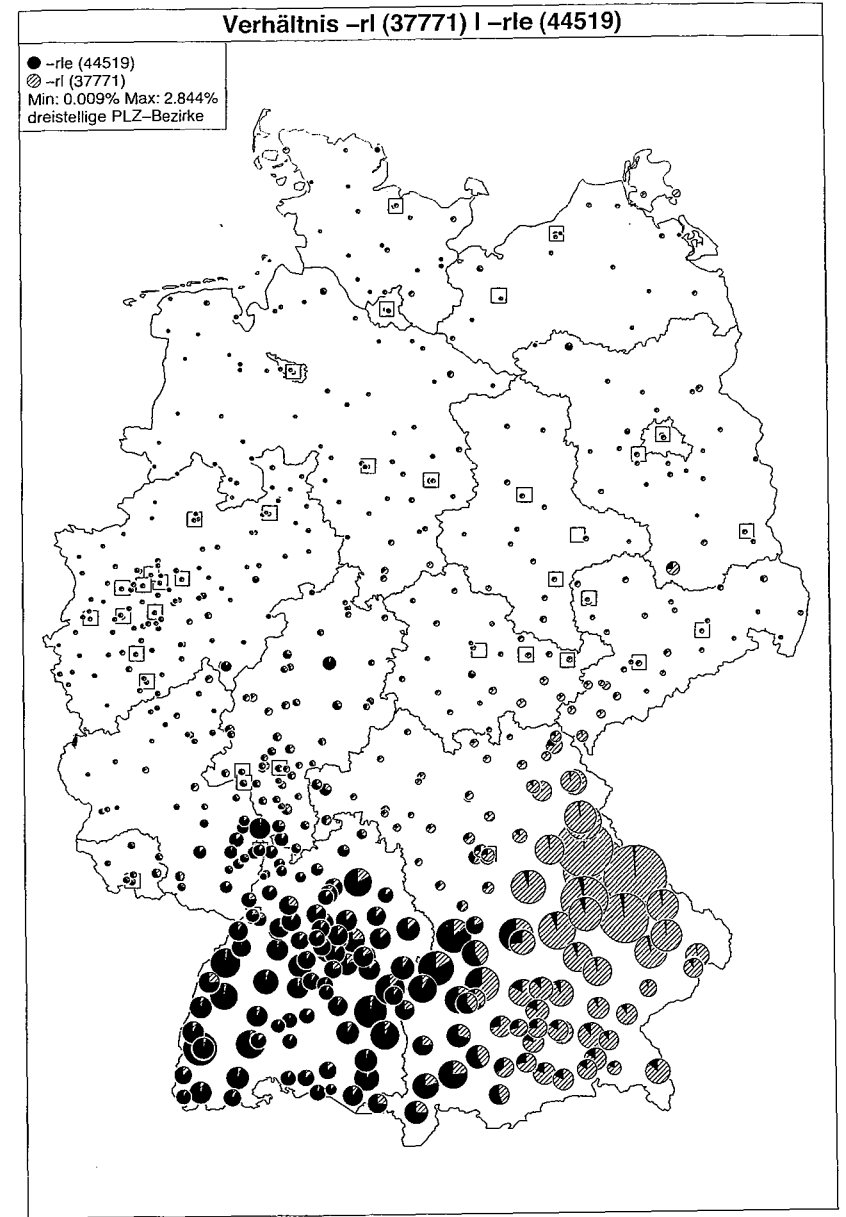 Verhältnis –rl (37771) I –rle (44519)
–rle (44519)
–rl (37771)
Min: 0.009% Max: 2.844%
dreistellige PLZ–Bezirke